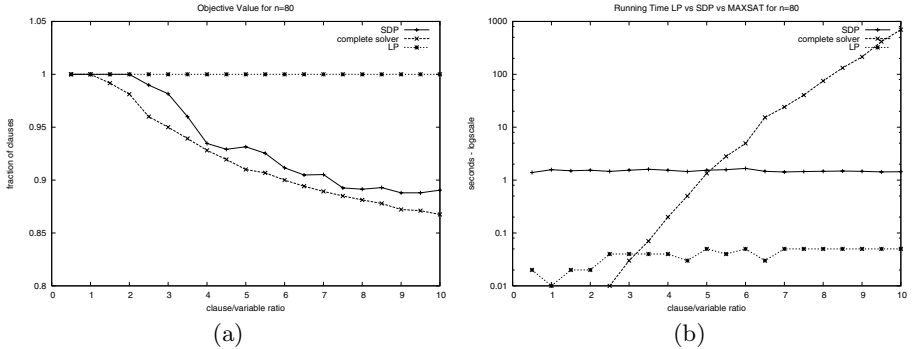 Objective Value for n=80
1.05
1
0.95
0.9
0.85
0.8
fraction of clauses
0 1 2 3 4 5 6 7 8 9 10
clause/variable ratio
SDP
complete solver
LP
(a)
Running Time LP vs SDP vs MAXSAT for n=80
1000
100
10
1
0.1
0.01
seconds - logscale
0 1 2 3 4 5 6 7 8 9 10
clause/variable ratio
SDP
complete solver
LP
(b)